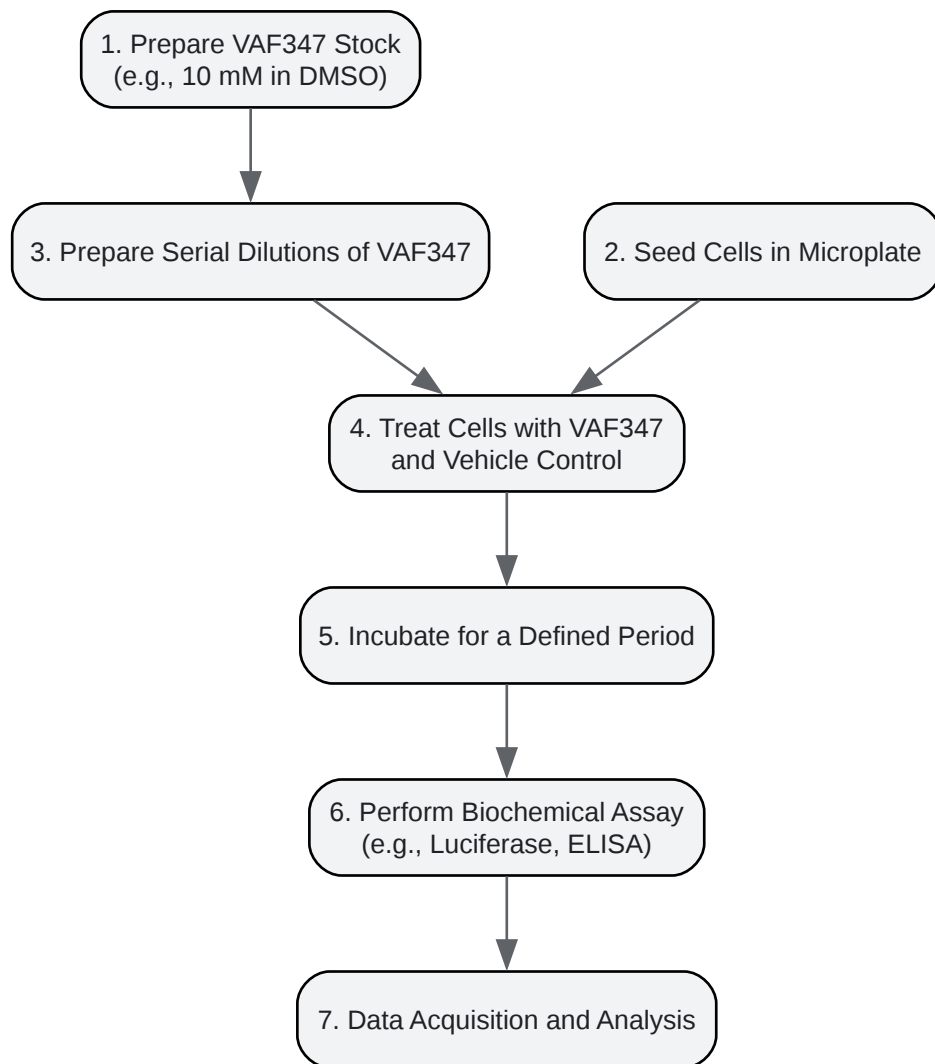 1. Prepare VAF347 Stock
(e.g., 10 mM in DMSO)
3. Prepare Serial Dilutions of VAF347
2. Seed Cells in Microplate
4. Treat Cells with VAF347
and Vehicle Control
5. Incubate for a Defined Period
6. Perform Biochemical Assay
(e.g., Luciferase, ELISA)
7. Data Acquisition and Analysis